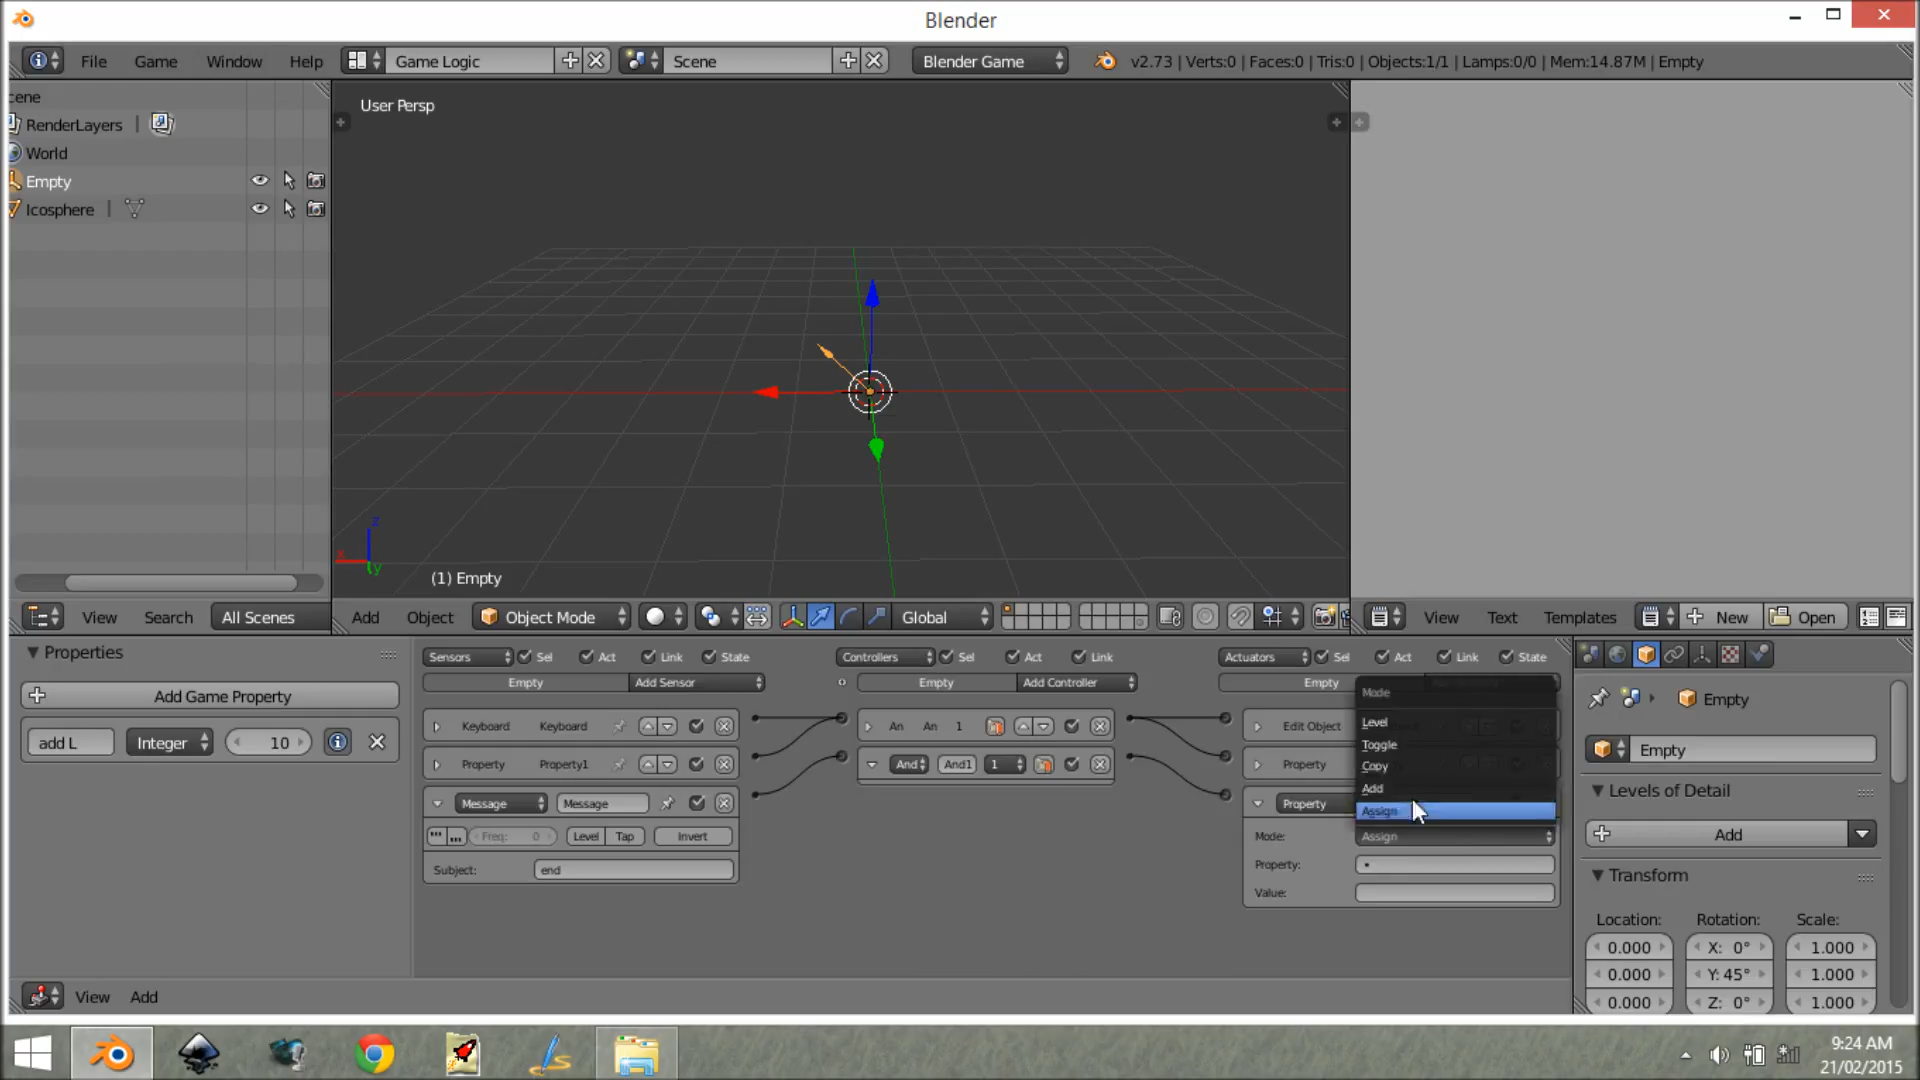 Blender
File Game Window Help Game Logic Scene Blender Game v2.73 | Verts:0 | Faces:0 | Tris:0 | Objects:1/1 | Lamps:0/0 | Mem:14.87M | Empty
cene
RenderLayers
World
Empty
Icosphere
User Persp
z
x
y
(1) Empty
View Search All Scenes
Add Object Object Mode Global
View Text Templates New Open
Properties
Add Game Property
add L Integer 10
Sensors Sel Act Link State
Empty Add Sensor
Keyboard Keyboard
Property Property1
Message Message
Freq: 0 Level Tap Invert
Subject: end
Controllers Sel Act Link
Empty Add Controller
An An 1
And And1 1
Actuators Sel Act Link State
Empty
Edit Object
Property
Property
Mode
Level
Toggle
Copy
Add
Assign
Mode: Assign
Property:
Value:
Empty
Empty
Levels of Detail
Add
Transform
Location: Rotation: Scale:
0.000 X: 0° 1.000
0.000 Y: 45° 1.000
0.000 Z: 0° 1.000
View Add
9:24 AM
21/02/2015